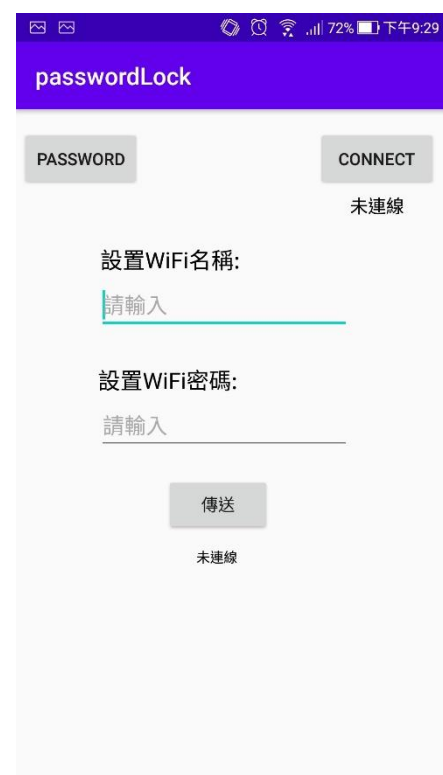 72% 下午9:29
passwordLock
PASSWORD
CONNECT
未連線
設置WiFi名稱:
請輸入
設置WiFi密碼:
請輸入
傳送
未連線